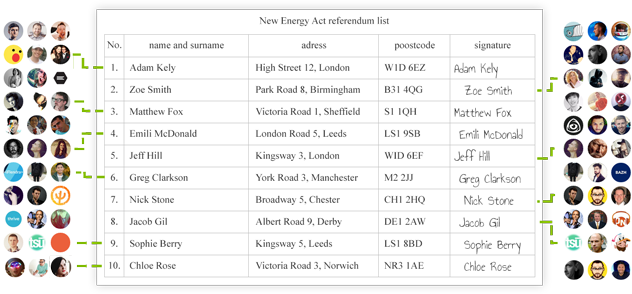 New Energy Act referendum list
No. name and surname adress poostcode signature
1. Adam Kely High Street 12, London W1D 6EZ Adam Kely
2. Zoe Smith Park Road 8, Birmingham B31 4QG Zoe Smith
3. Matthew Fox Victoria Road 1, Sheffield S1 1QH Matthew Fox
4. Emili McDonald London Road 5, Leeds LS1 9SB Emili McDonald
5. Jeff Hill Kingsway 3, London WID 6EF Jeff Hill
6. Greg Clarkson York Road 3, Manchester M2 2JJ Greg Clarkson
7. Nick Stone Broadway 5, Chester CH1 2HQ Nick Stone
8. Jacob Gil Albert Road 9, Derby DE1 2AW Jacob Gil
9. Sophie Berry Kingsway 5, Leeds LS1 8BD Sophie Berry
10. Chloe Rose Victoria Road 3, Norwich NR3 1AE Chloe Rose